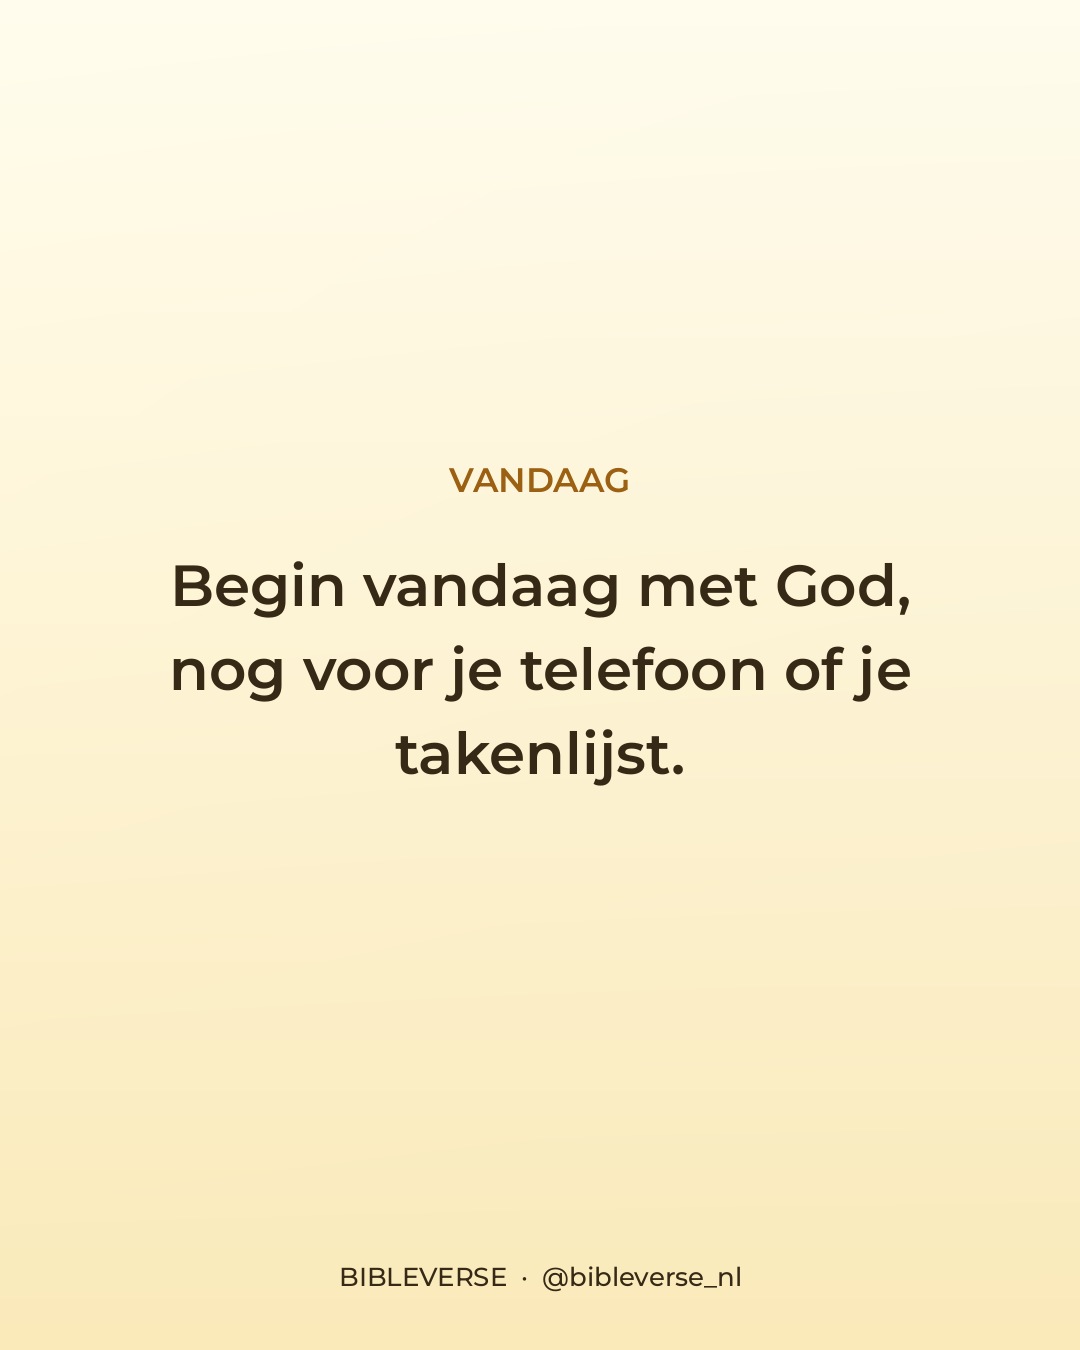 VANDAAG
Begin vandaag met God,
nog voor je telefoon of je
takenlijst.
BIBLEVERSE · @bibleverse_nl